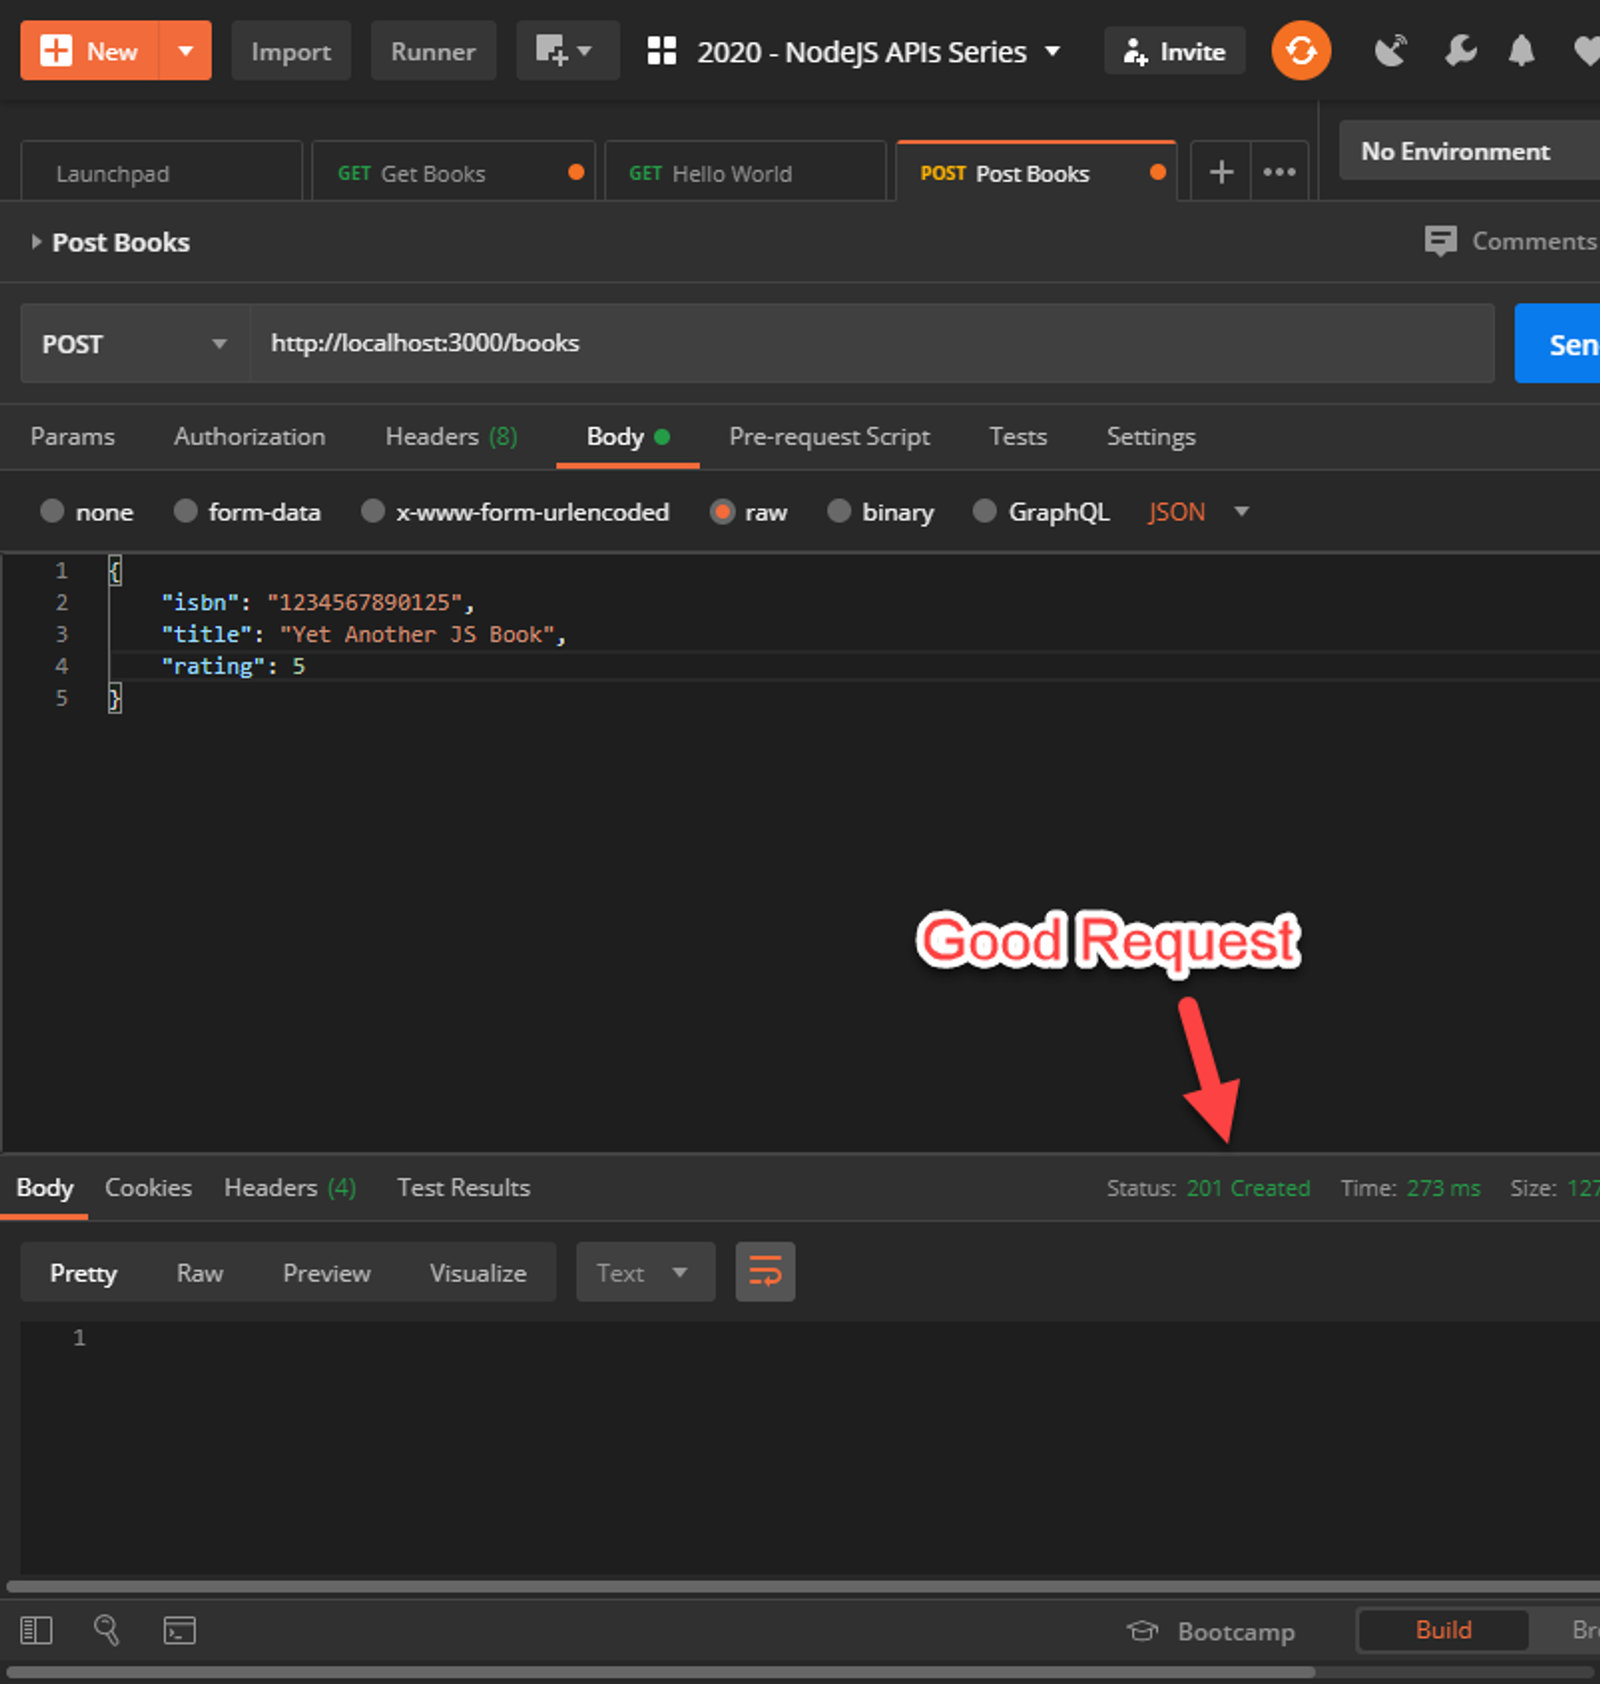 New Import Runner 2020 - NodeJS APIs Series Invite
Launchpad GET Get Books GET Hello World POST Post Books No Environment
Post Books Comments
POST http://localhost:3000/books Sen
Params Authorization Headers (8) Body Pre-request Script Tests Settings
none form-data x-www-form-urlencoded raw binary GraphQL JSON
1 {
2 "isbn": "1234567890125",
3 "title": "Yet Another JS Book",
4 "rating": 5
5 }
Good Request
Body Cookies Headers (4) Test Results Status: 201 Created Time: 273 ms Size: 127
Pretty Raw Preview Visualize Text
1
Bootcamp Build Br